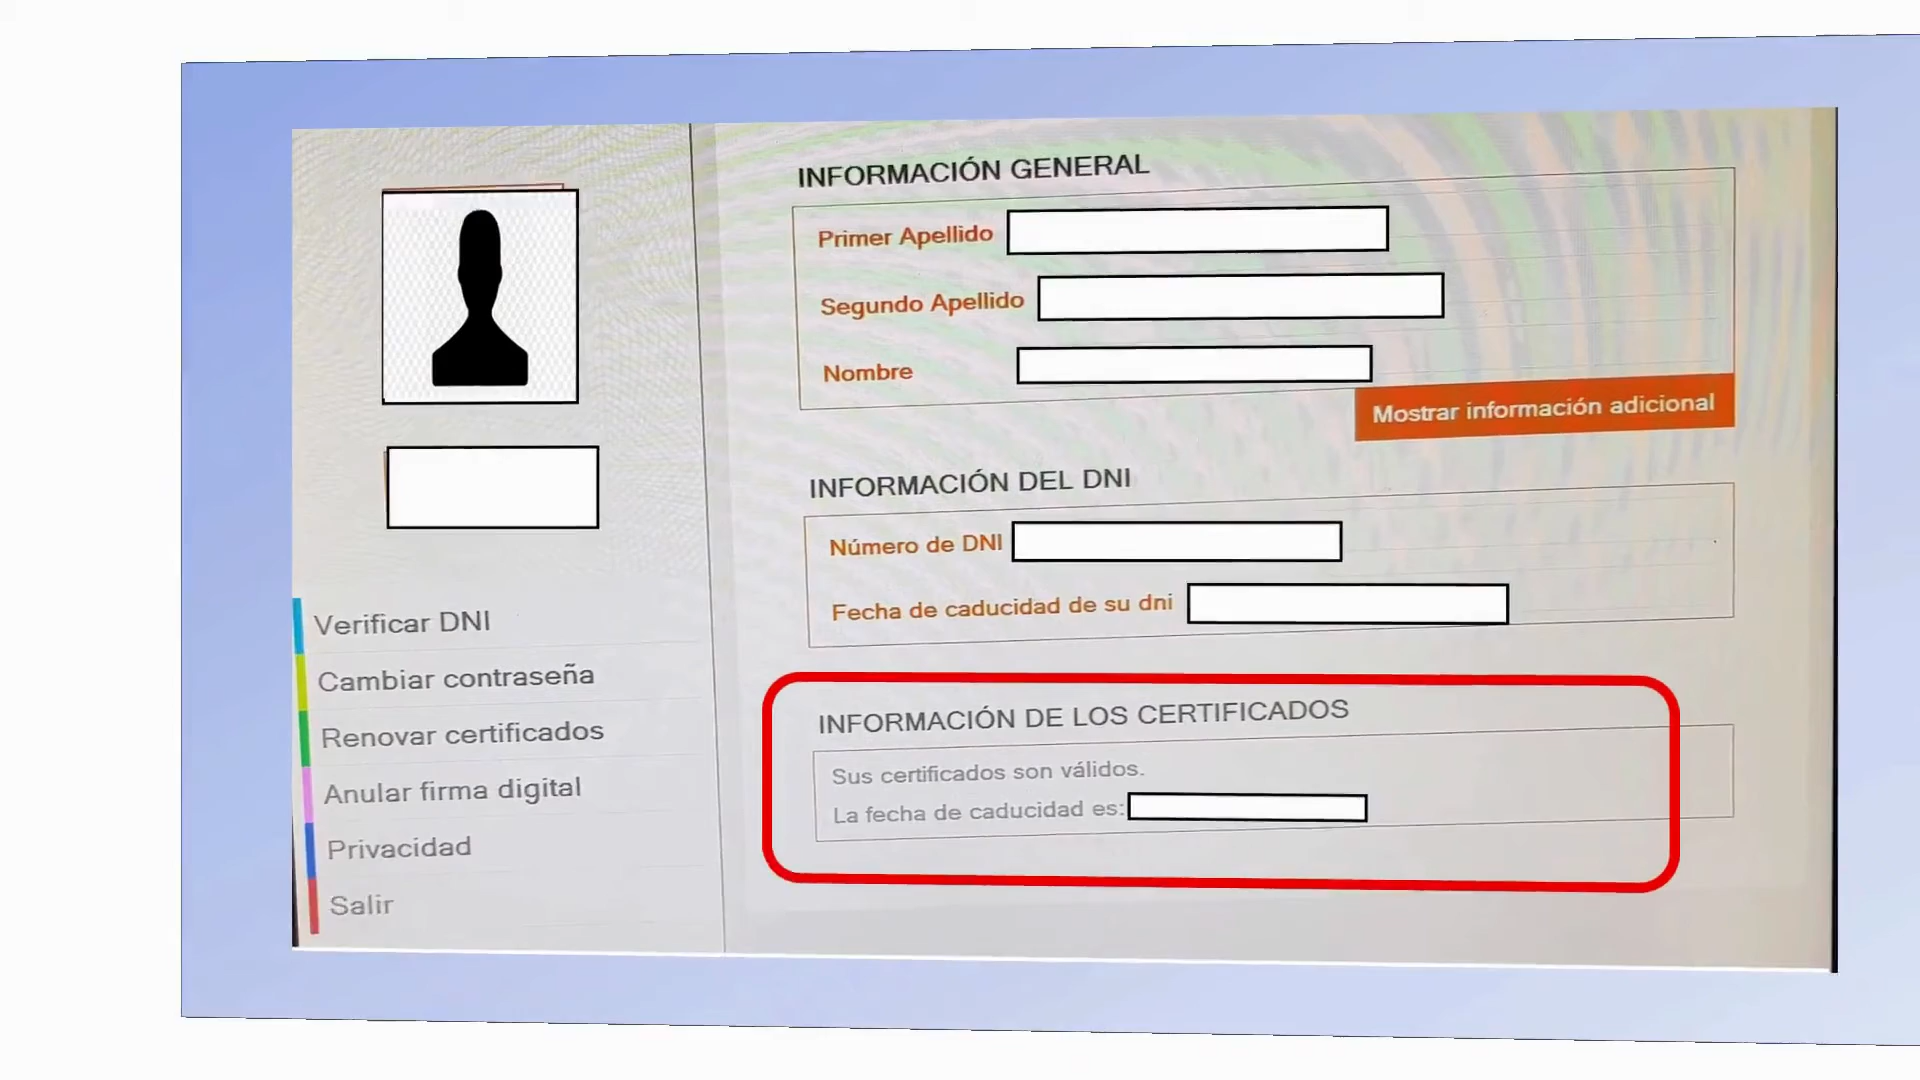 INFORMACIÓN GENERAL
Primer Apellido
Segundo Apellido
Nombre
Mostrar información adicional
INFORMACIÓN DEL DNI
Número de DNI
Fecha de caducidad de su dni
INFORMACIÓN DE LOS CERTIFICADOS
Sus certificados son válidos.
La fecha de caducidad es:
Verificar DNI
Cambiar contraseña
Renovar certificados
Anular firma digital
Privacidad
Salir